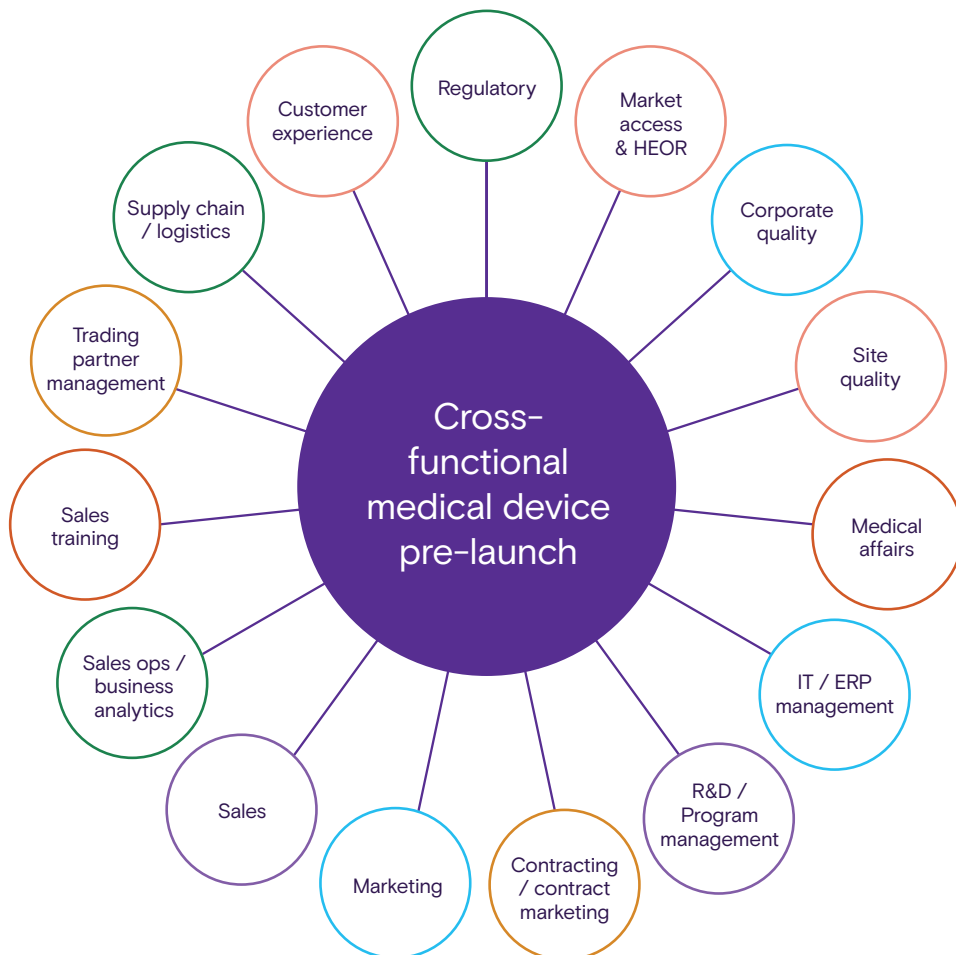 Regulatory
Market
access
& HEOR
Corporate
quality
Site
quality
Medical
affairs
IT / ERP
management
R&D /
Program
management
Contracting
/ contract
marketing
Marketing
Sales
Sales ops /
business
analytics
Sales
training
Trading
partner
management
Supply chain
/ logistics
Customer
experience
Cross-
functional
medical device
pre-launch